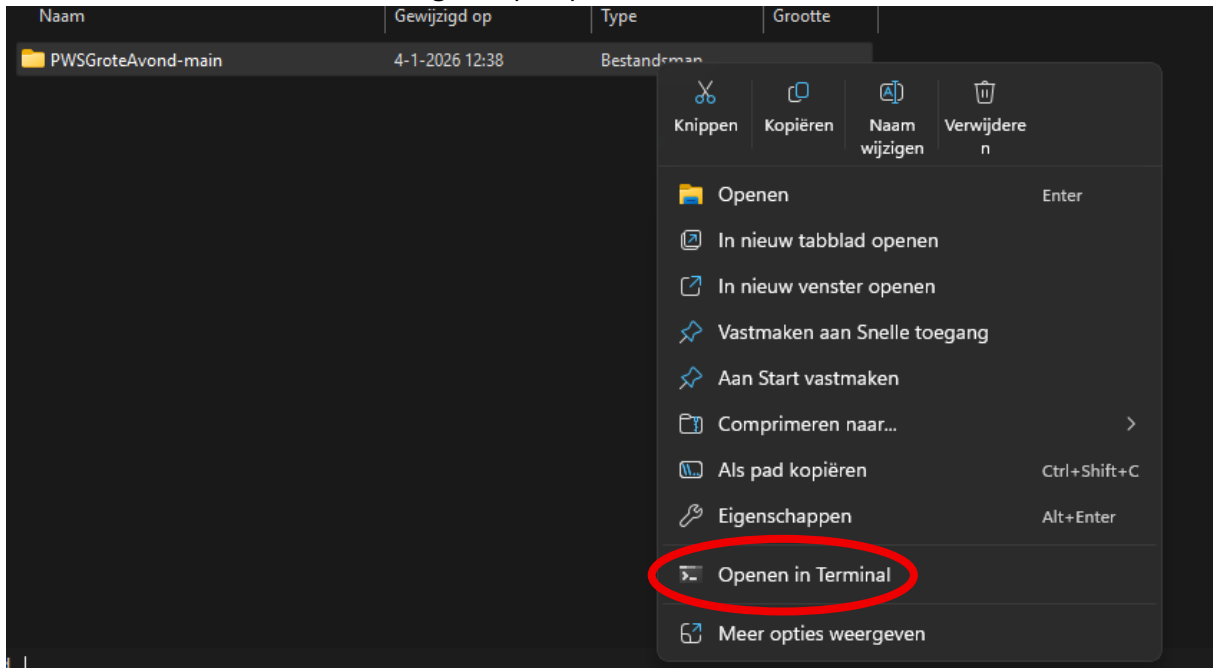 Naam Gewijzigd op Type Grootte
PWSGroteAvond-main 4-1-2026 12:38 Bestandsmap
Knippen Kopiëren Naam wijzigen Verwijderen
Openen Enter
In nieuw tabblad openen
In nieuw venster openen
Vastmaken aan Snelle toegang
Aan Start vastmaken
Comprimeren naar...
Als pad kopiëren Ctrl+Shift+C
Eigenschappen Alt+Enter
Openen in Terminal
Meer opties weergeven